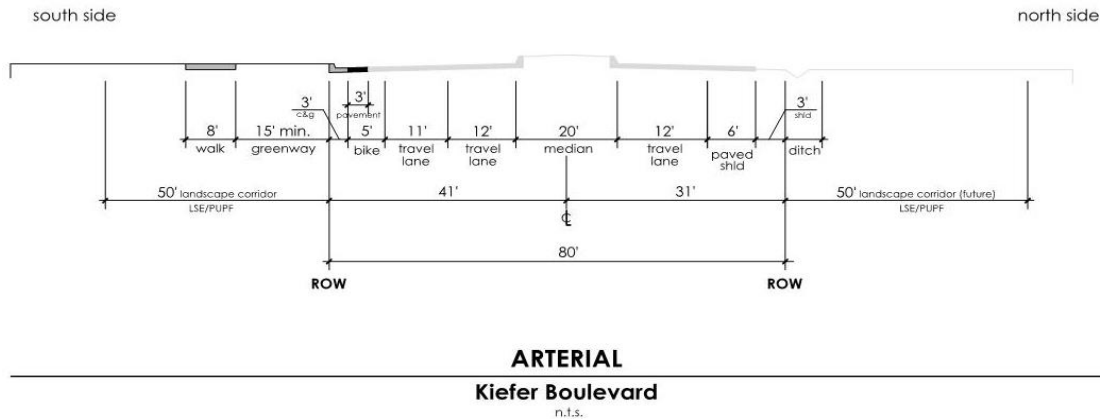 south side
north side
3'
c&g
3'
pavement
3'
shld
8'
walk
15' min.
greenway
5'
bike
11'
travel
lane
12'
travel
lane
20'
median
12'
travel
lane
6'
paved
shld
ditch
50' landscape corridor
LSE/PUPF
41'
31'
50' landscape corridor (future)
LSE/PUPF
℄
80'
ROW
ROW
ARTERIAL
Kiefer Boulevard
n.t.s.